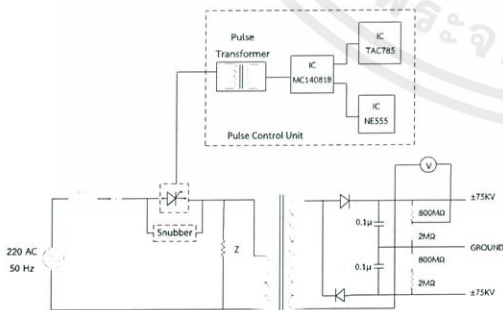 Pulse
Transformer
IC
MC14081B
IC
TAC785
IC
NE555
Pulse Control Unit
Snubber
220 AC
50 Hz
Z
V
±75KV
0.1µ
800MΩ
2MΩ
GROUND
0.1µ
800MΩ
2MΩ
±75KV